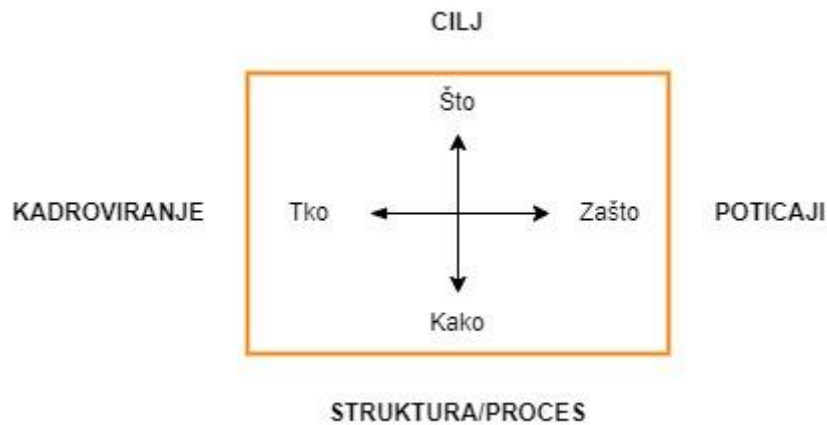 CILJ
Što
KADROVIRANJE
Tko
Zašto
POTICAJI
Kako
STRUKTURA/PROCES